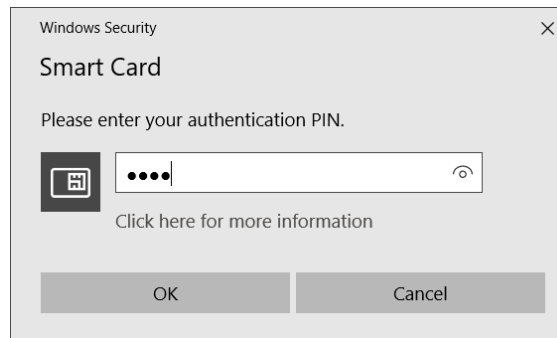 Windows Security
Smart Card
Please enter your authentication PIN.
●●●●
Click here for more information
OK
Cancel